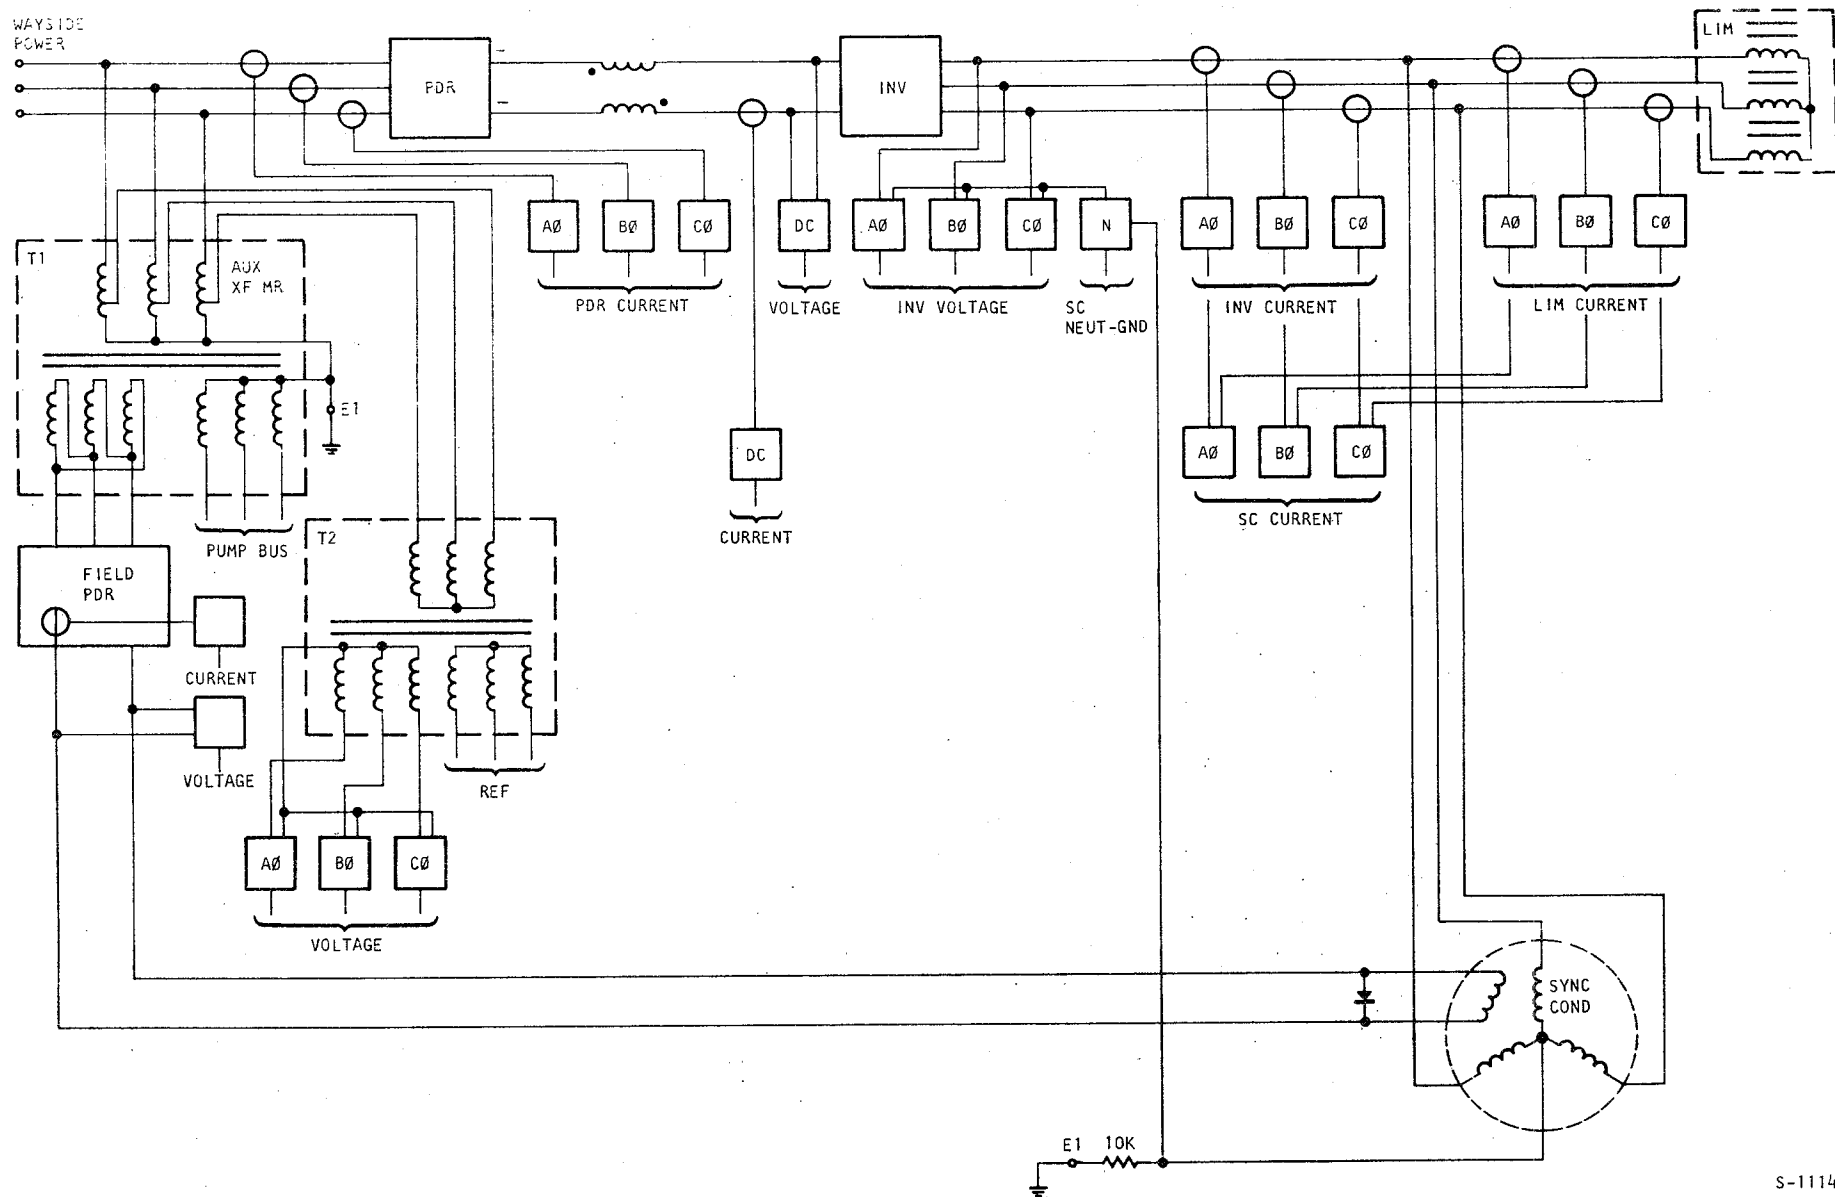 WAYSIDE
POWER
PDR
INV
LIM
T1
AUX
XF MR
AØ
BØ
CØ
PDR CURRENT
DC
VOLTAGE
AØ
BØ
CØ
INV VOLTAGE
N
SC
NEUT-GND
AØ
BØ
CØ
INV CURRENT
AØ
BØ
CØ
LIM CURRENT
E1
PUMP BUS
DC
CURRENT
AØ
BØ
CØ
SC CURRENT
FIELD
PDR
CURRENT
VOLTAGE
T2
REF
AØ
BØ
CØ
VOLTAGE
SYNC
COND
E1
10K
S-1114